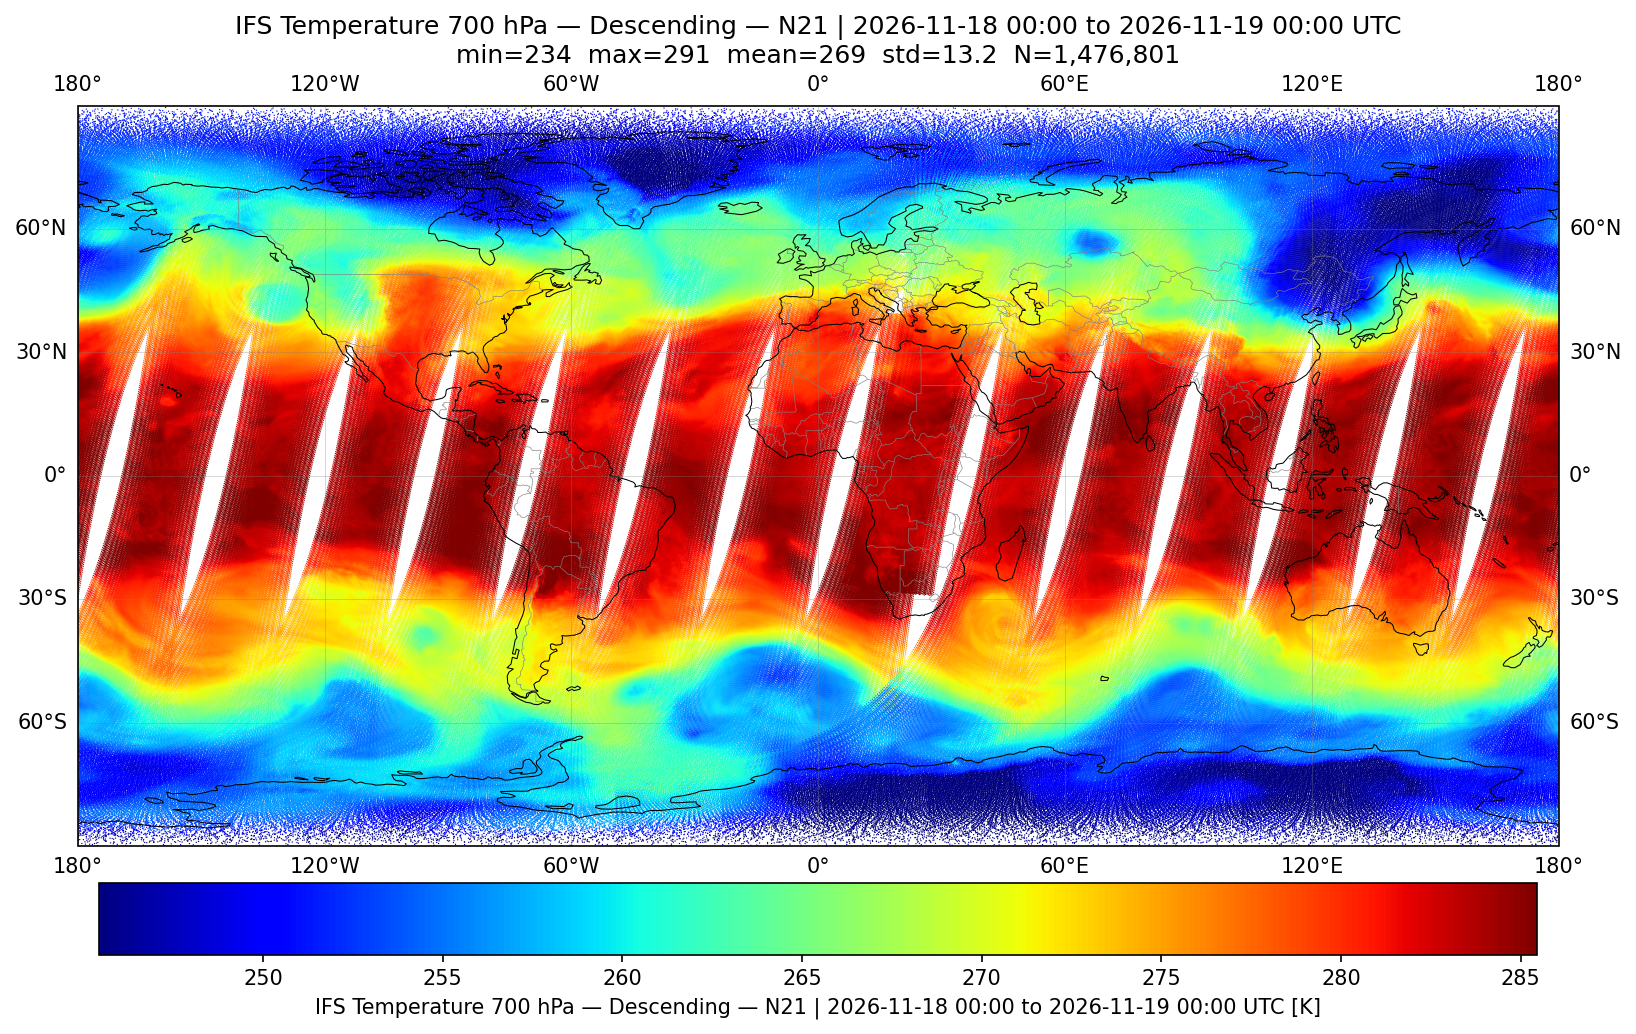 IFS Temperature 700 hPa — Descending — N21 | 2026-11-18 00:00 to 2026-11-19 00:00 UTC
min=234 max=291 mean=269 std=13.2 N=1,476,801
180° 120°W 60°W 0° 60°E 120°E 180°
60°N 60°N
30°N 30°N
0° 0°
30°S 30°S
60°S 60°S
180° 120°W 60°W 0° 60°E 120°E 180°
250 255 260 265 270 275 280 285
IFS Temperature 700 hPa — Descending — N21 | 2026-11-18 00:00 to 2026-11-19 00:00 UTC [K]